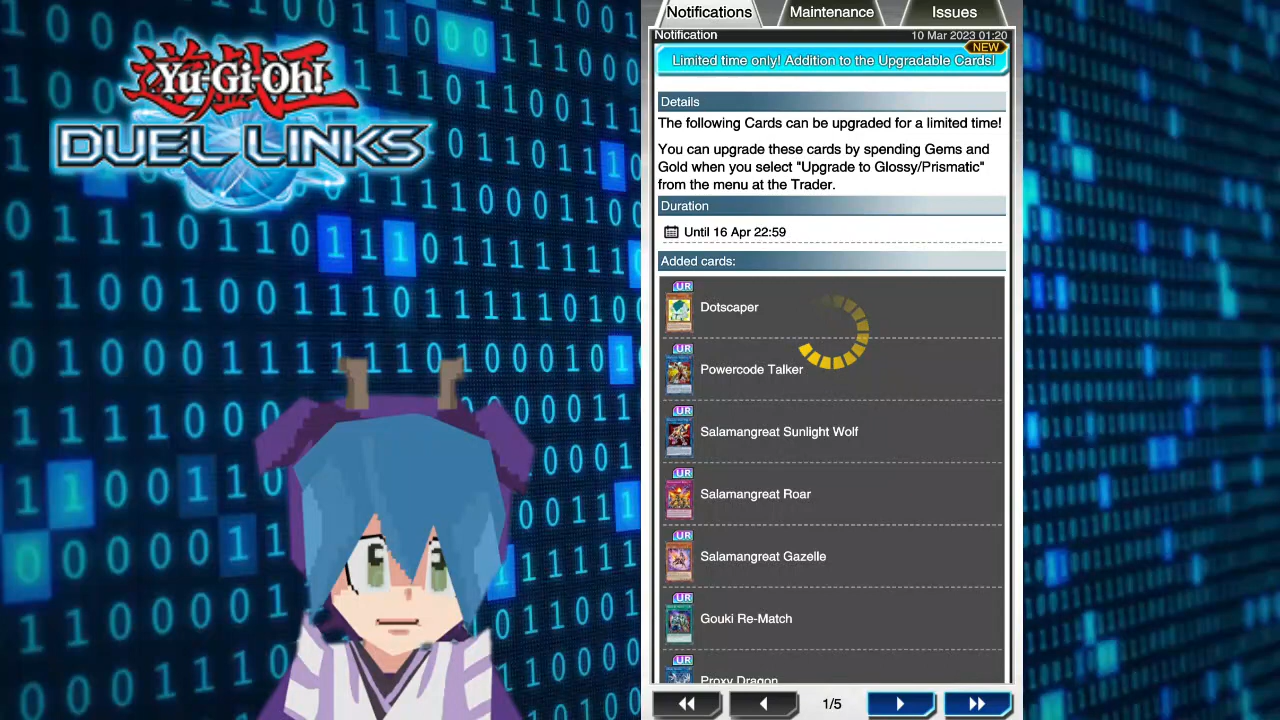 Yu-Gi-Oh!
DUEL LINKS
Notifications
Maintenance
Issues
Notification
10 Mar 2023 01:20
NEW
Limited time only! Addition to the Upgradable Cards!
Details
The following Cards can be upgraded for a limited time!
You can upgrade these cards by spending Gems and
Gold when you select "Upgrade to Glossy/Prismatic"
from the menu at the Trader.
Duration
Until 16 Apr 22:59
Added cards:
UR
Dotscaper
UR
Powercode Talker
UR
Salamangreat Sunlight Wolf
UR
Salamangreat Roar
UR
Salamangreat Gazelle
UR
Gouki Re-Match
UR
Proxy Dragon
1/5